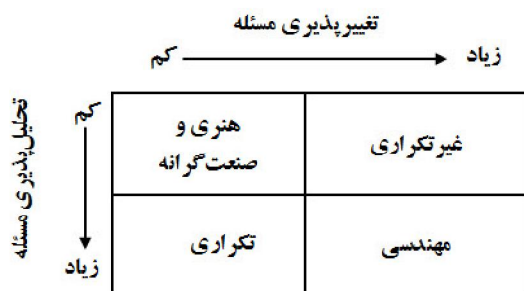 تغییرپذیری مسئله
کم
زیاد
تحلیل‌پذیری مسئله
کم
زیاد
هنری و
صنعت‌گرانه
غیرتکراری
تکراری
مهندسی